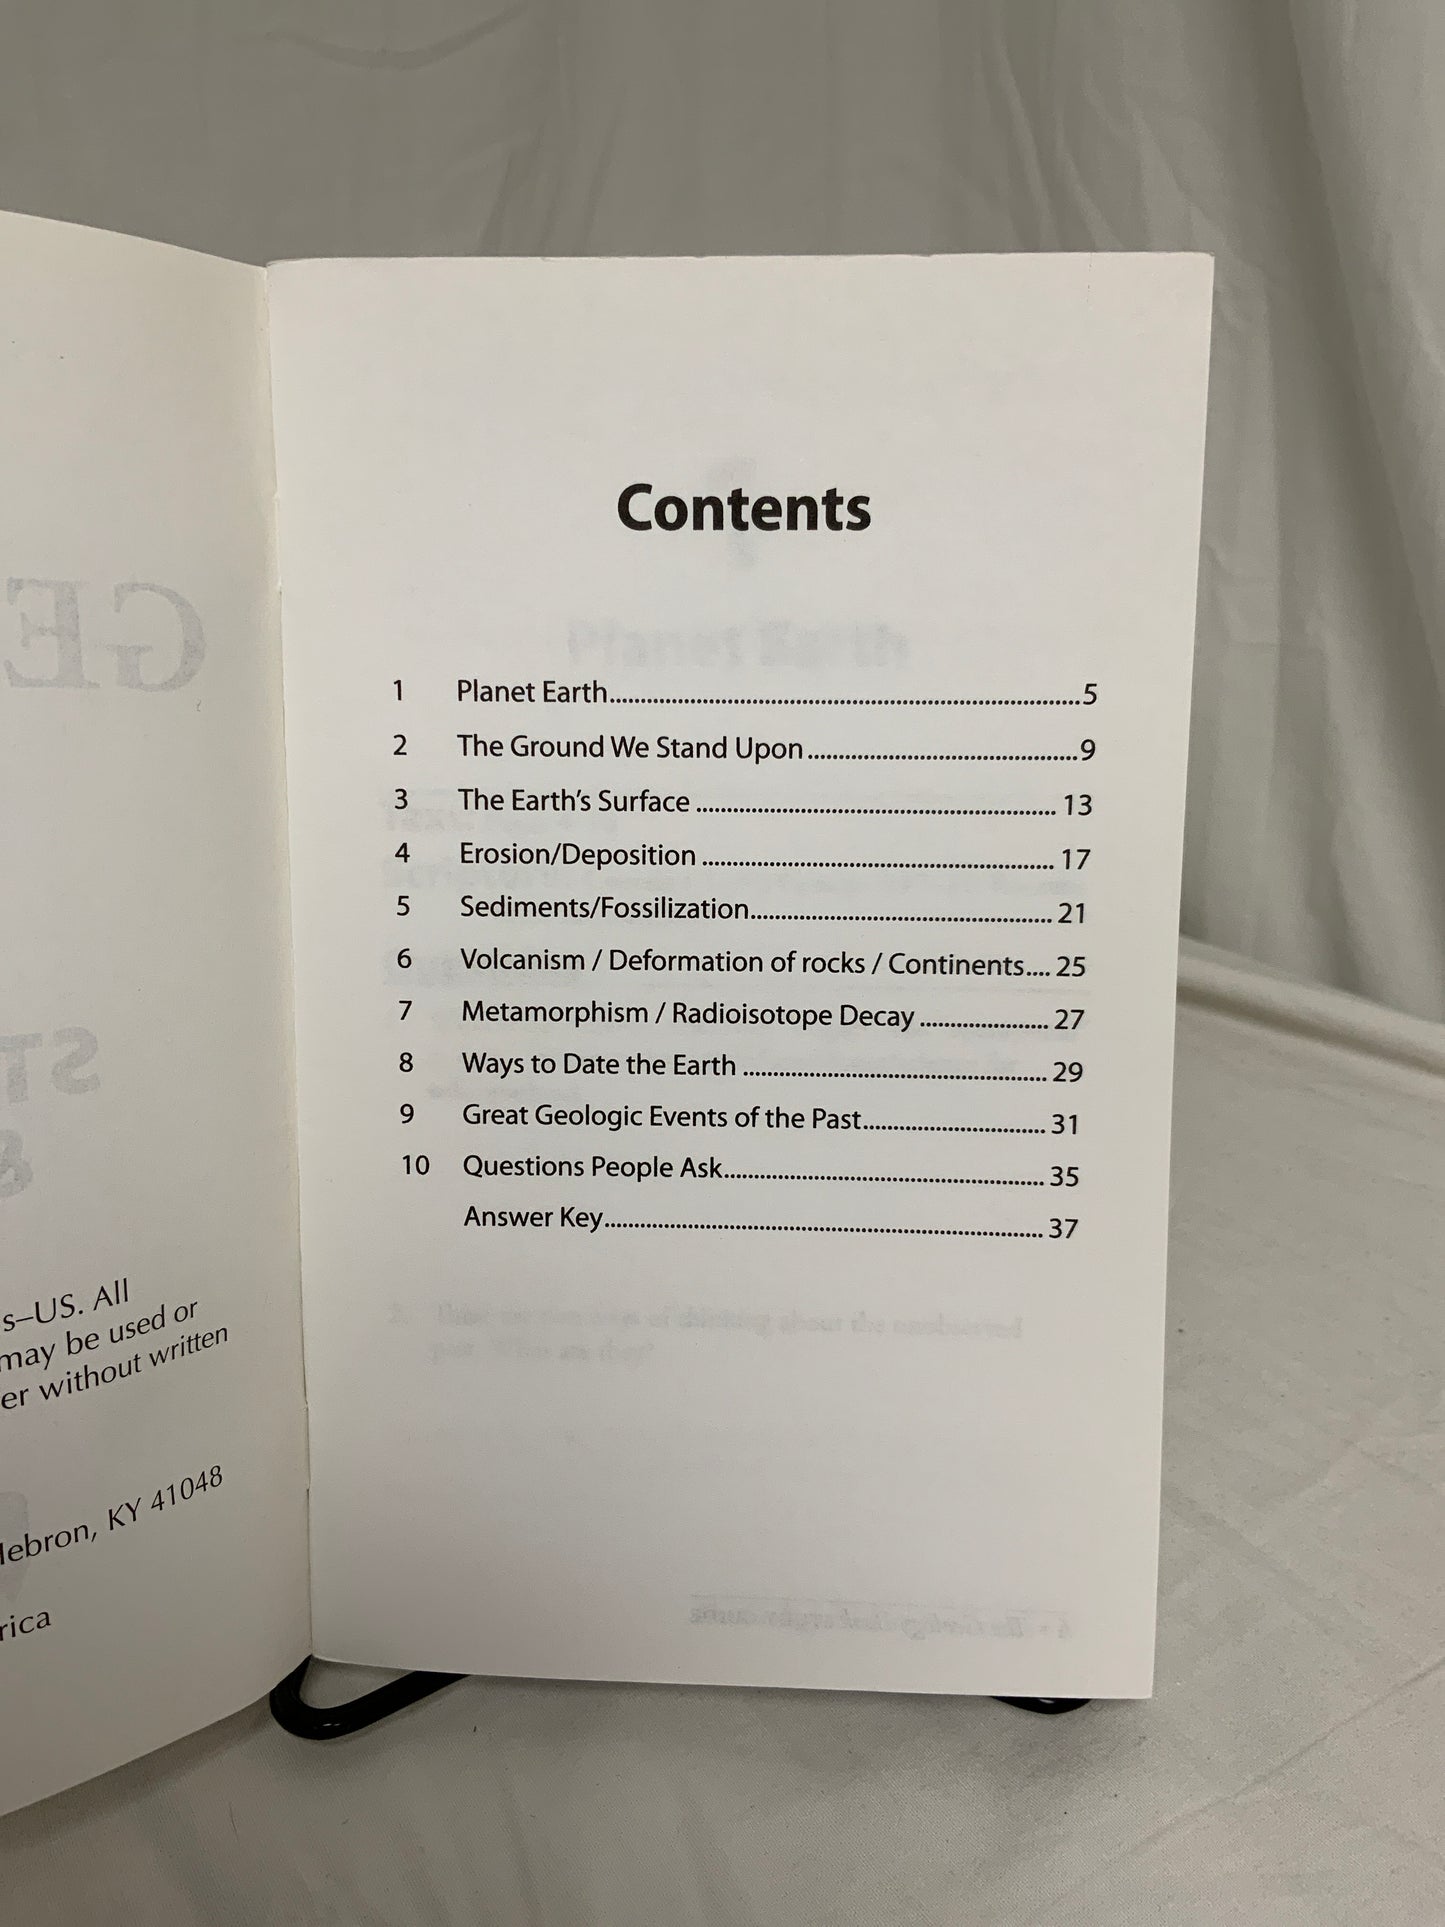 GE
ST
&
s–US. All
may be used or
er without written
Hebron, KY 41048
rica
Contents
1 Planet Earth 5
2 The Ground We Stand Upon 9
3 The Earth's Surface 13
4 Erosion/Deposition 17
5 Sediments/Fossilization 21
6 Volcanism / Deformation of rocks / Continents 25
7 Metamorphism / Radioisotope Decay 27
8 Ways to Date the Earth 29
9 Great Geologic Events of the Past 31
10 Questions People Ask 35
Answer Key 37